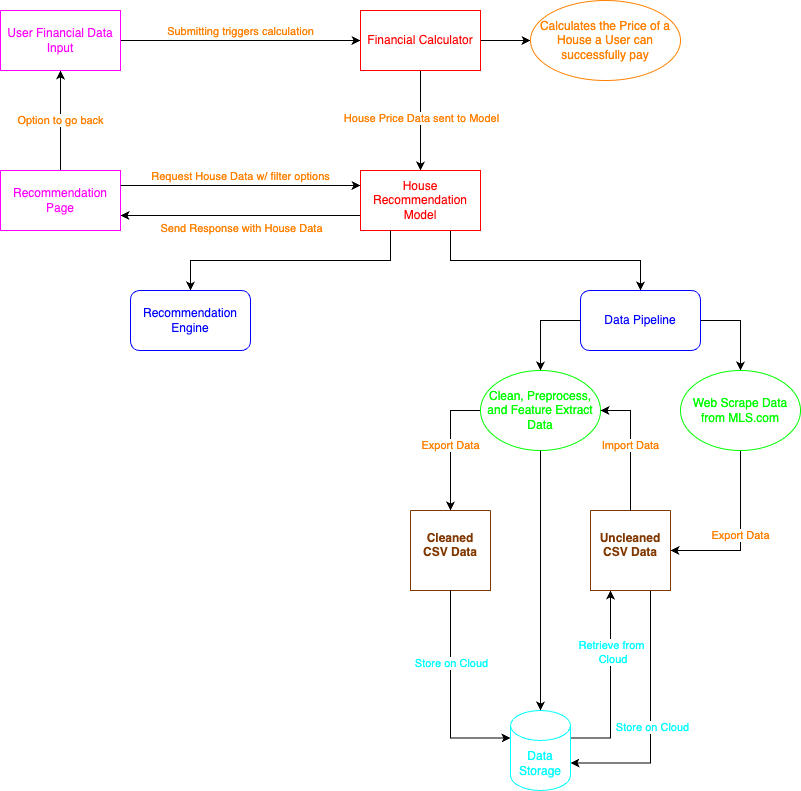 User Financial Data
Input
Submitting triggers calculation
Financial Calculator
Calculates the Price of a
House a User can
successfully pay
Option to go back
House Price Data sent to Model
Recommendation
Page
Request House Data w/ filter options
Send Response with House Data
House
Recommendation
Model
Recommendation
Engine
Data Pipeline
Clean, Preprocess,
and Feature Extract
Data
Web Scrape Data
from MLS.com
Export Data
Import Data
Export Data
Cleaned
CSV Data
Uncleaned
CSV Data
Store on Cloud
Retrieve from
Cloud
Store on Cloud
Data
Storage